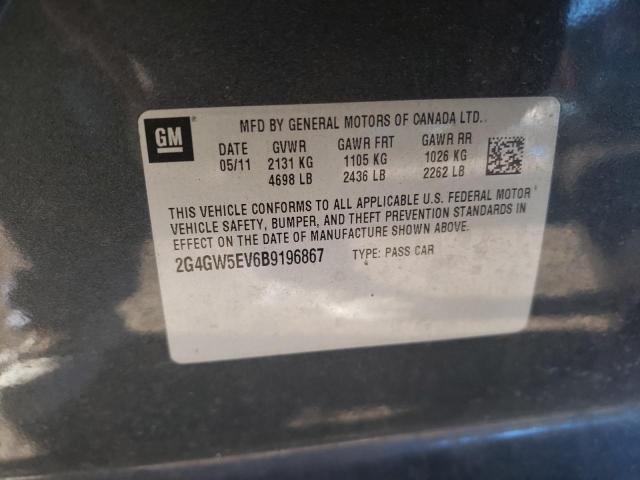 GM
MFD BY GENERAL MOTORS OF CANADA LTD.
DATE GVWR GAWR FRT GAWR RR
05/11 2131 KG 1105 KG 1026 KG
4698 LB 2436 LB 2262 LB
THIS VEHICLE CONFORMS TO ALL APPLICABLE U.S. FEDERAL MOTOR
VEHICLE SAFETY, BUMPER, AND THEFT PREVENTION STANDARDS IN
EFFECT ON THE DATE OF MANUFACTURE SHOWN ABOVE.
2G4GW5EV6B9196867 TYPE: PASS CAR